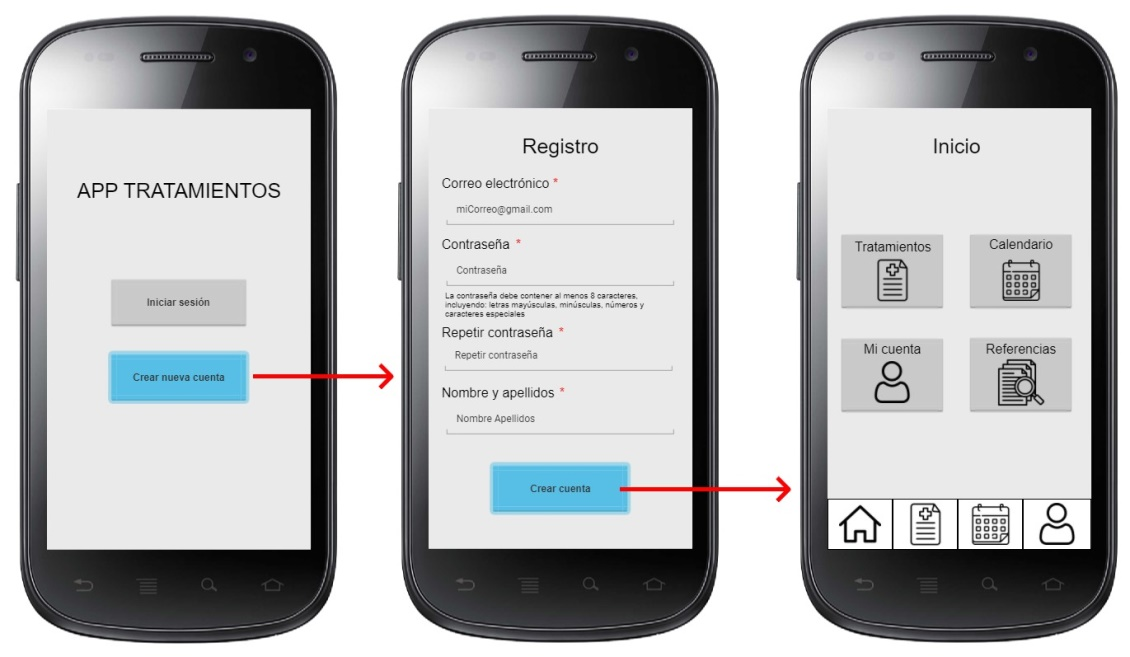 APP TRATAMIENTOS
Iniciar sesión
Crear nueva cuenta
Registro
Correo electrónico *
miCorreo@gmail.com
Contraseña *
Contraseña
La contraseña debe contener al menos 8 caracteres,
incluyendo: letras mayúsculas, minúsculas, números y
caracteres especiales
Repetir contraseña *
Repetir contraseña
Nombre y apellidos *
Nombre Apellidos
Crear cuenta
Inicio
Tratamientos
Calendario
Mi cuenta
Referencias